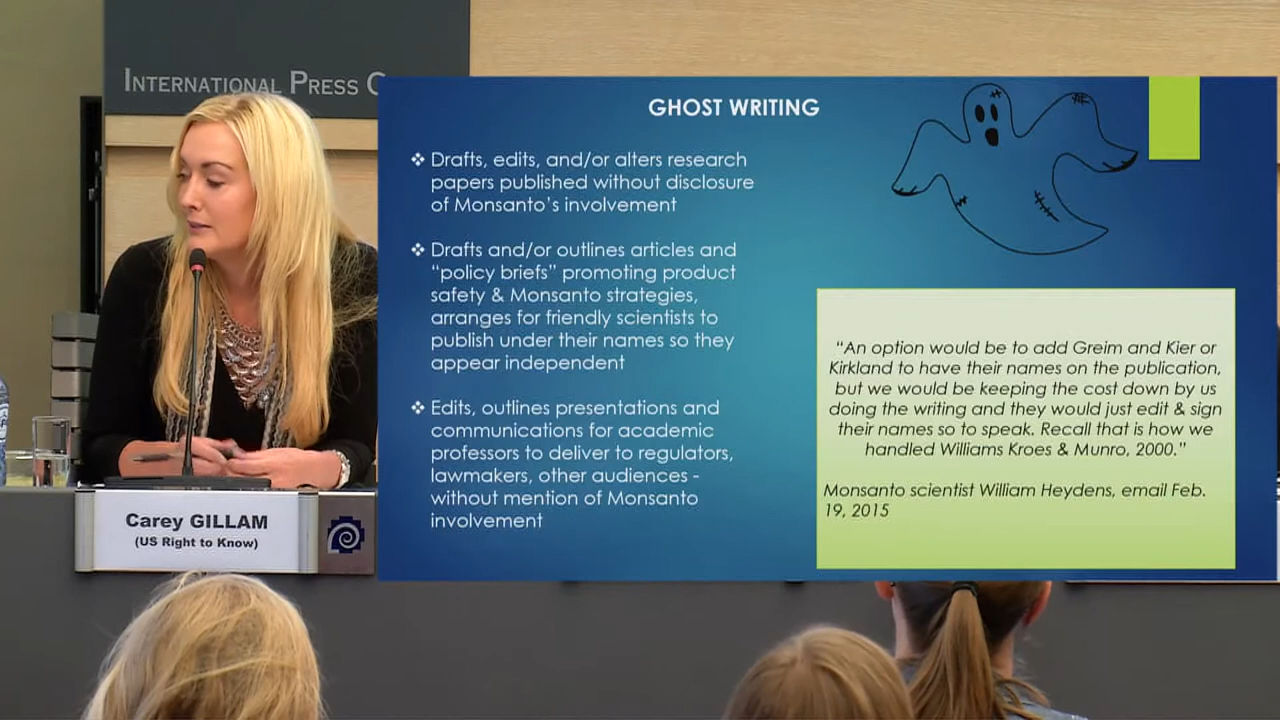 INTERNATIONAL PRESS C
GHOST WRITING
❖ Drafts, edits, and/or alters research
papers published without disclosure
of Monsanto’s involvement
❖ Drafts and/or outlines articles and
“policy briefs” promoting product
safety & Monsanto strategies,
arranges for friendly scientists to
publish under their names so they
appear independent
❖ Edits, outlines presentations and
communications for academic
professors to deliver to regulators,
lawmakers, other audiences -
without mention of Monsanto
involvement
“An option would be to add Greim and Kier or
Kirkland to have their names on the publication,
but we would be keeping the cost down by us
doing the writing and they would just edit & sign
their names so to speak. Recall that is how we
handled Williams Kroes & Munro, 2000.”
Monsanto scientist William Heydens, email Feb.
19, 2015
Carey GILLAM
(US Right to Know)